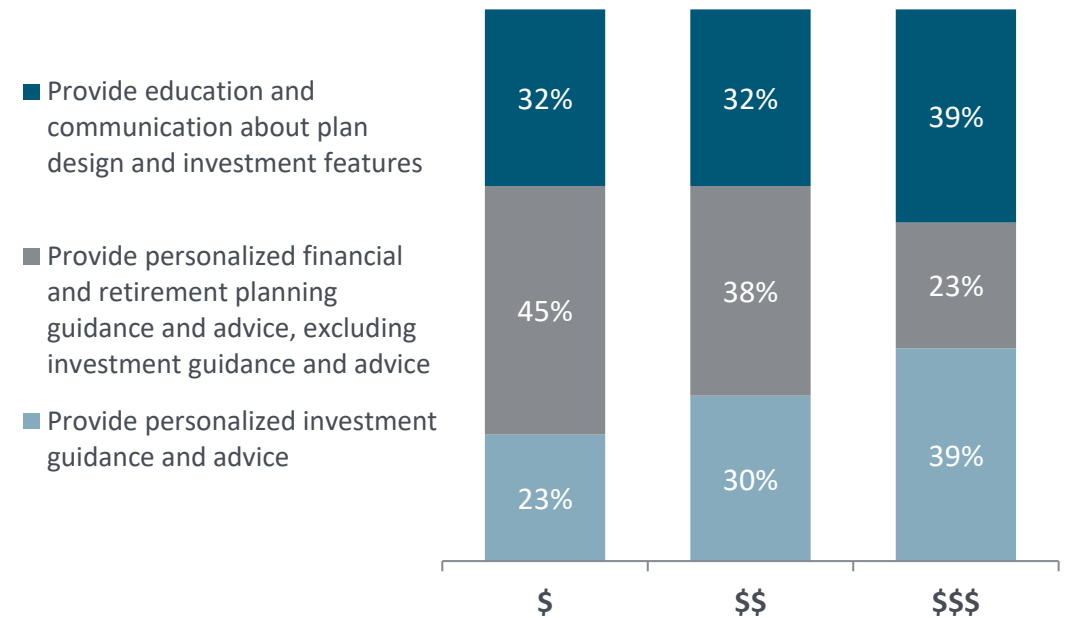 Provide education and
communication about plan
design and investment features
Provide personalized financial
and retirement planning
guidance and advice, excluding
investment guidance and advice
Provide personalized investment
guidance and advice
32%
32%
39%
45%
38%
23%
23%
30%
39%
$
$$
$$$